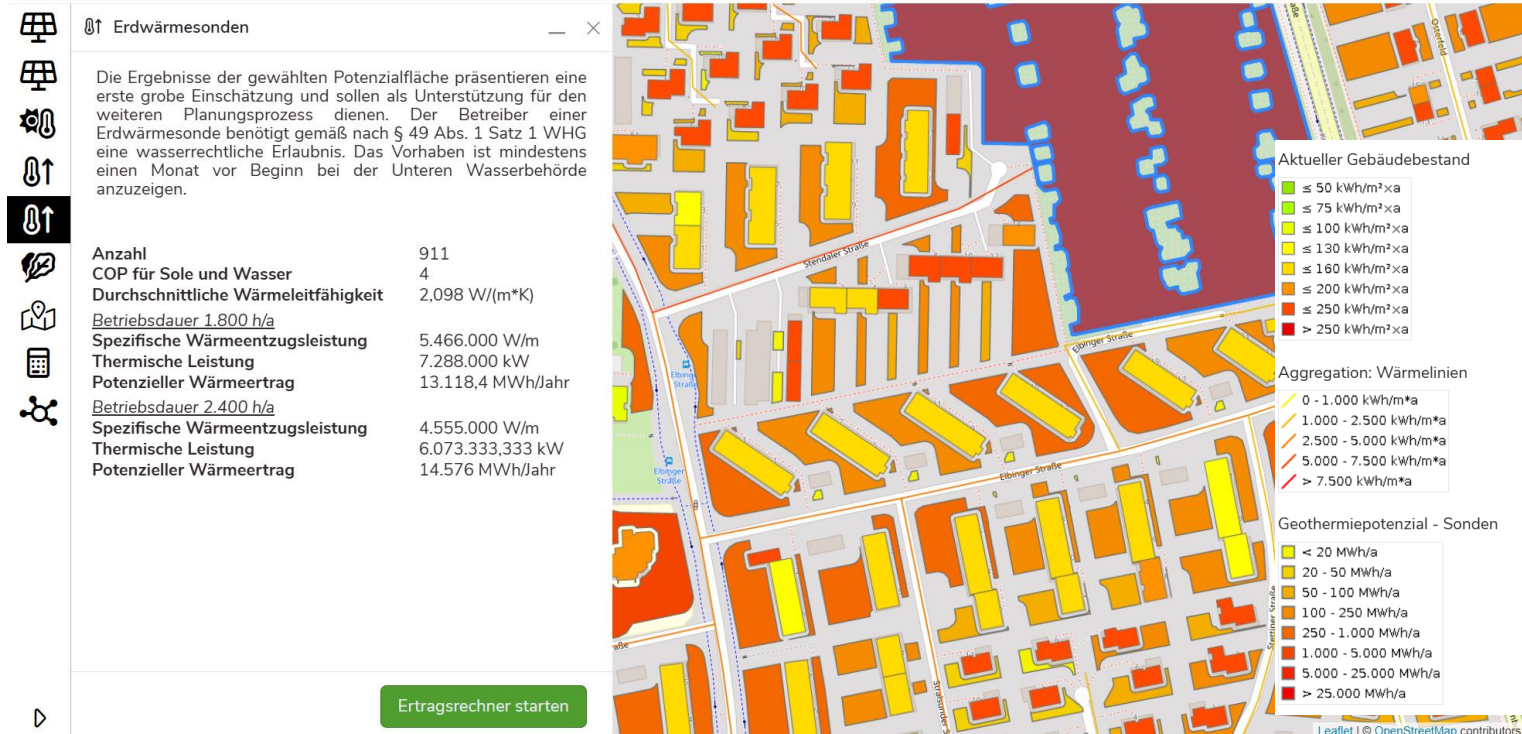 Erdwärmesonden
Die Ergebnisse der gewählten Potenzialfläche präsentieren eine
erste grobe Einschätzung und sollen als Unterstützung für den
weiteren Planungsprozess dienen. Der Betreiber einer
Erdwärmesonde benötigt gemäß nach § 49 Abs. 1 Satz 1 WHG
eine wasserrechtliche Erlaubnis. Das Vorhaben ist mindestens
einen Monat vor Beginn bei der Unteren Wasserbehörde
anzuzeigen.
Anzahl 911
COP für Sole und Wasser 4
Durchschnittliche Wärmeleitfähigkeit 2,098 W/(m*K)
Betriebsdauer 1.800 h/a
Spezifische Wärmeentzugsleistung 5.466.000 W/m
Thermische Leistung 7.288.000 kW
Potenzieller Wärmeertrag 13.118,4 MWh/Jahr
Betriebsdauer 2.400 h/a
Spezifische Wärmeentzugsleistung 4.555.000 W/m
Thermische Leistung 6.073.333,333 kW
Potenzieller Wärmeertrag 14.576 MWh/Jahr
Ertragsrechner starten
Osterfeld
Stendaler Straße
Elbinger Straße
Elbinger
Straße
Elbinger Straße
Stralsunder
Stettiner Straße
Aktueller Gebäudebestand
≤ 50 kWh/m²×a
≤ 75 kWh/m²×a
≤ 100 kWh/m²×a
≤ 130 kWh/m²×a
≤ 160 kWh/m²×a
≤ 200 kWh/m²×a
≤ 250 kWh/m²×a
> 250 kWh/m²×a
Aggregation: Wärmelinien
0 - 1.000 kWh/m*a
1.000 - 2.500 kWh/m*a
2.500 - 5.000 kWh/m*a
5.000 - 7.500 kWh/m*a
> 7.500 kWh/m*a
Geothermiepotenzial - Sonden
< 20 MWh/a
20 - 50 MWh/a
50 - 100 MWh/a
100 - 250 MWh/a
250 - 1.000 MWh/a
1.000 - 5.000 MWh/a
5.000 - 25.000 MWh/a
> 25.000 MWh/a
Leaflet | © OpenStreetMap contributors